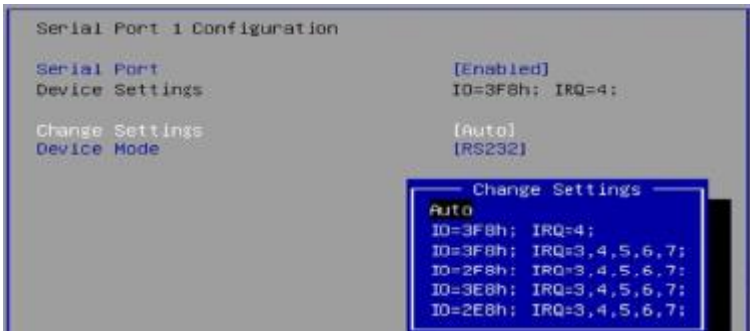 Serial Port 1 Configuration
Serial Port [Enabled]
Device Settings IO=3F8h; IRQ=4;
Change Settings [Auto]
Device Mode [RS232]
Change Settings
Auto
IO=3F8h; IRQ=4;
IO=3F8h; IRQ=3,4,5,6,7;
IO=2F8h; IRQ=3,4,5,6,7;
IO=3E8h; IRQ=3,4,5,6,7;
IO=2E8h; IRQ=3,4,5,6,7;